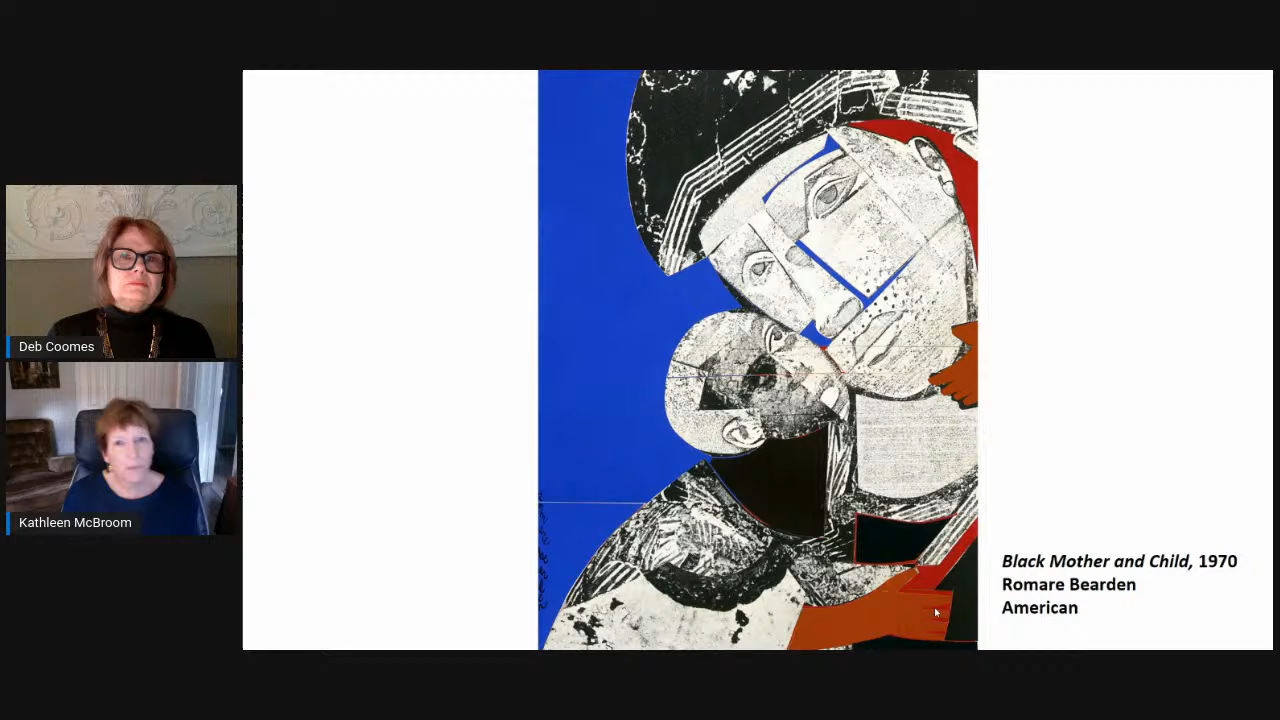 Deb Coomes
Kathleen McBroom
Black Mother and Child, 1970
Romare Bearden
American